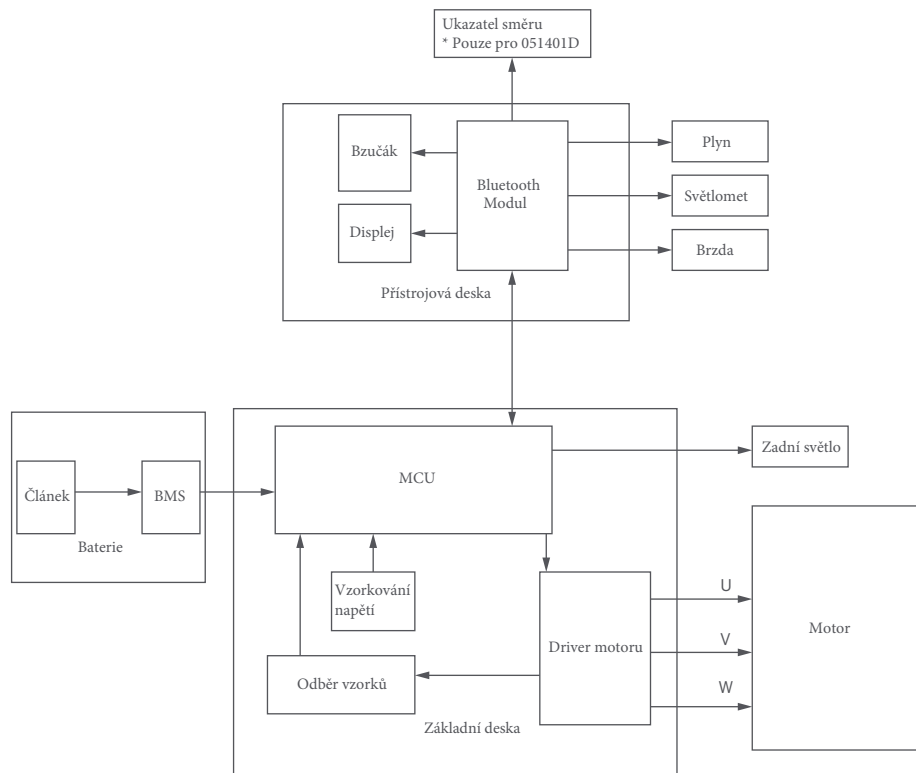 Ukazatel směru
* Pouze pro 051401D
Bzučák
Displej
Bluetooth
Modul
Plyn
Světlomet
Brzda
Přístrojová deska
Článek
BMS
Baterie
MCU
Zadní světlo
Vzorkování
napětí
Odběr vzorků
Driver motoru
Základní deska
U
V
W
Motor